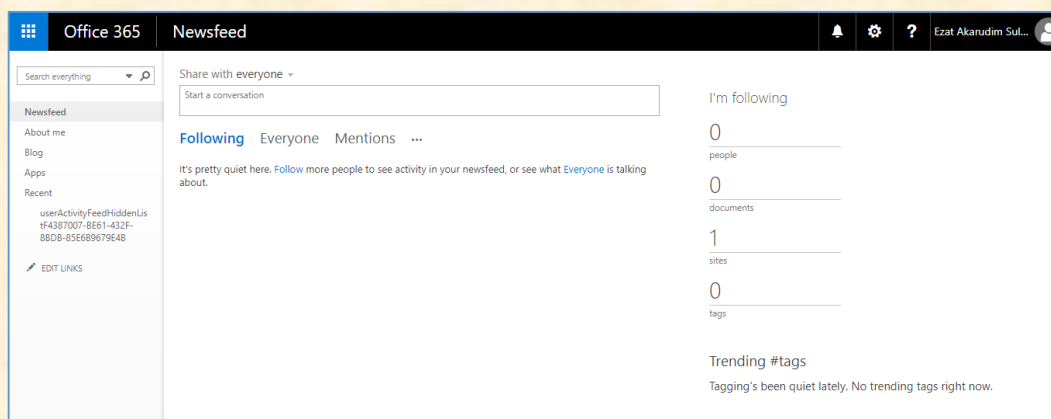 Office 365
Newsfeed
?
Ezat Akarudim Sul...
Search everything
Newsfeed
About me
Blog
Apps
Recent
userActivityFeedHiddenLis
tF4387007-BE61-432F-
8BDB-85E6B9679E4B
EDIT LINKS
Share with everyone
Start a conversation
Following Everyone Mentions ...
It's pretty quiet here. Follow more people to see activity in your newsfeed, or see what Everyone is talking
about.
I'm following
0
people
0
documents
1
sites
0
tags
Trending #tags
Tagging's been quiet lately. No trending tags right now.